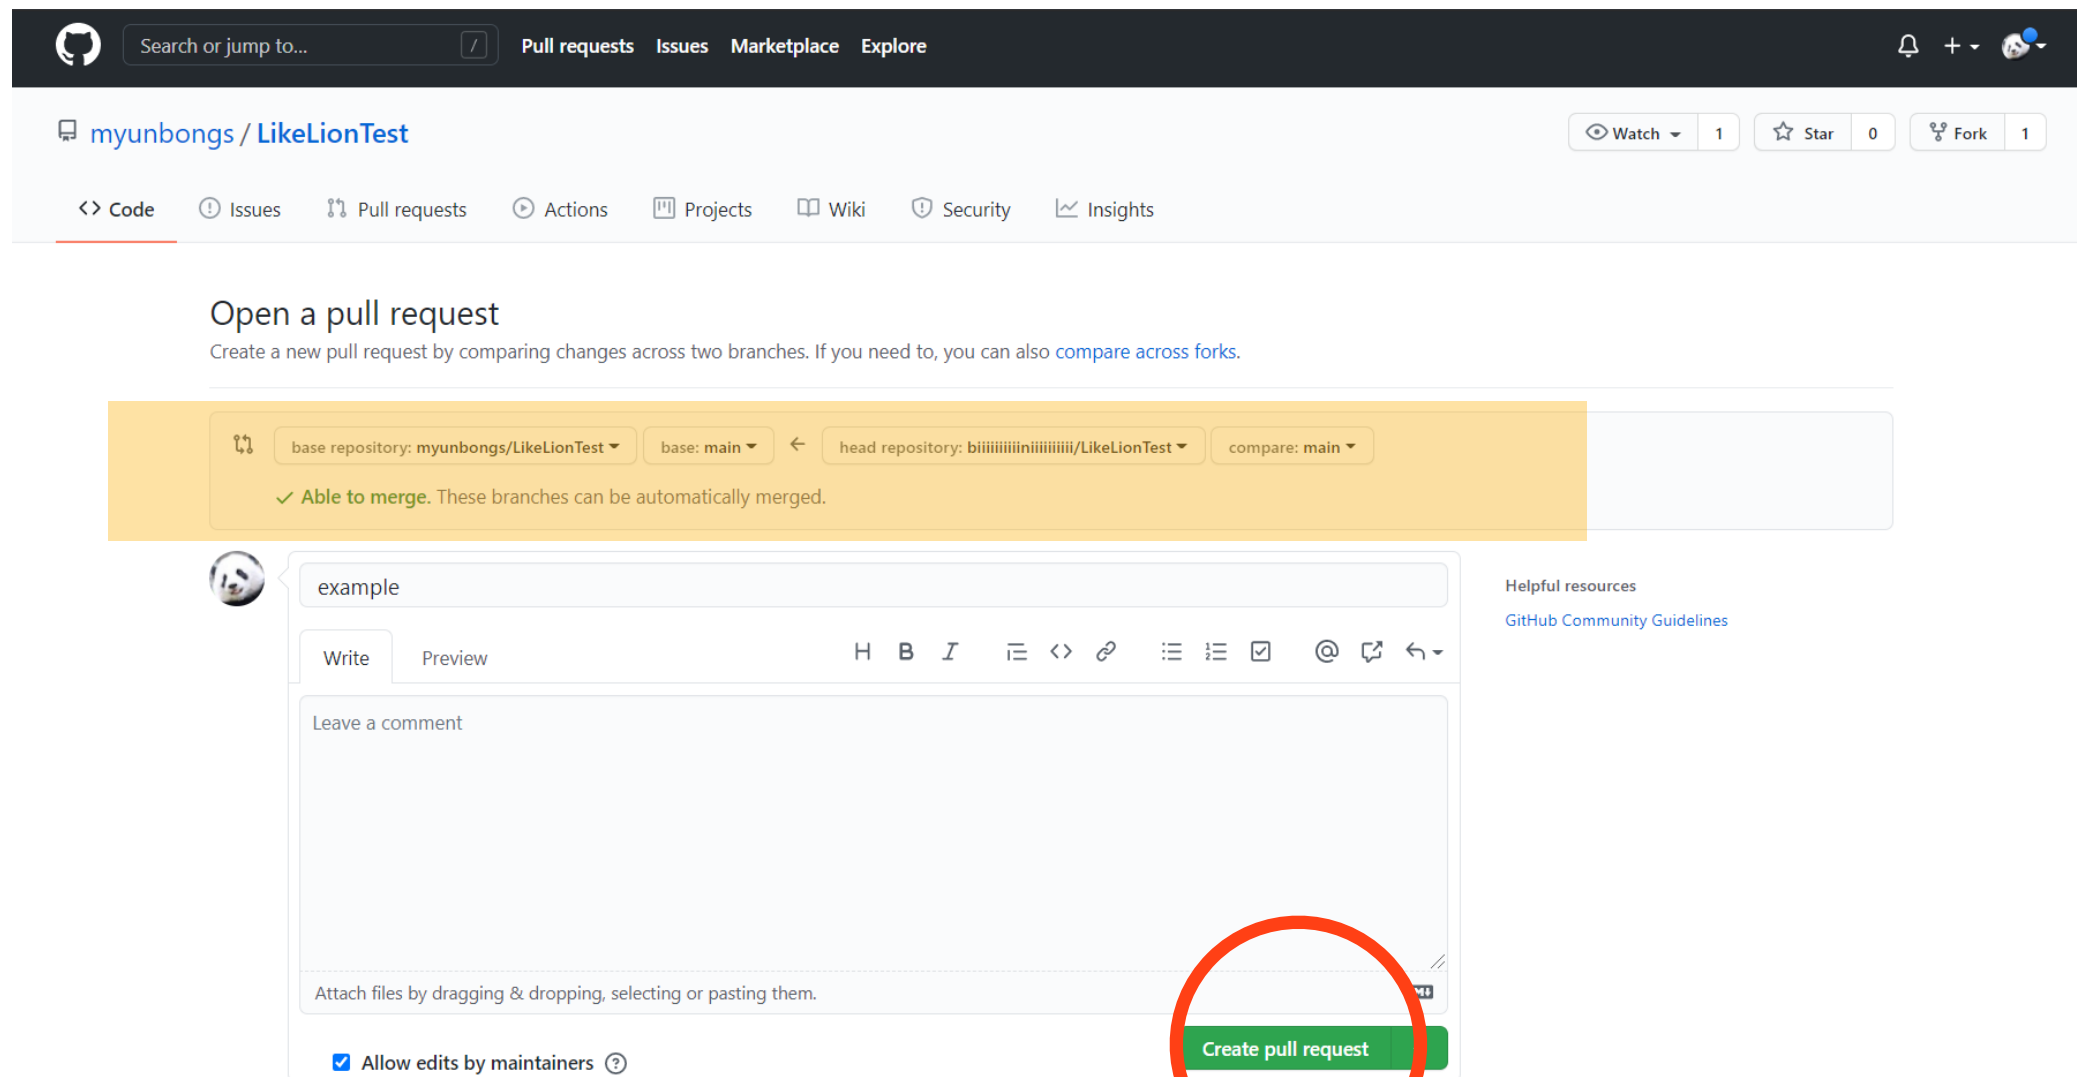 Search or jump to... / Pull requests Issues Marketplace Explore
myunbongs / LikeLionTest
Watch 1 Star 0 Fork 1
Code Issues Pull requests Actions Projects Wiki Security Insights
Open a pull request
Create a new pull request by comparing changes across two branches. If you need to, you can also compare across forks.
base repository: myunbongs/LikeLionTest base: main ← head repository: biiiiiiiiiiniiiiiiiiii/LikeLionTest compare: main
Able to merge. These branches can be automatically merged.
example
Helpful resources
GitHub Community Guidelines
Write Preview
Leave a comment
Attach files by dragging & dropping, selecting or pasting them.
Create pull request
Allow edits by maintainers